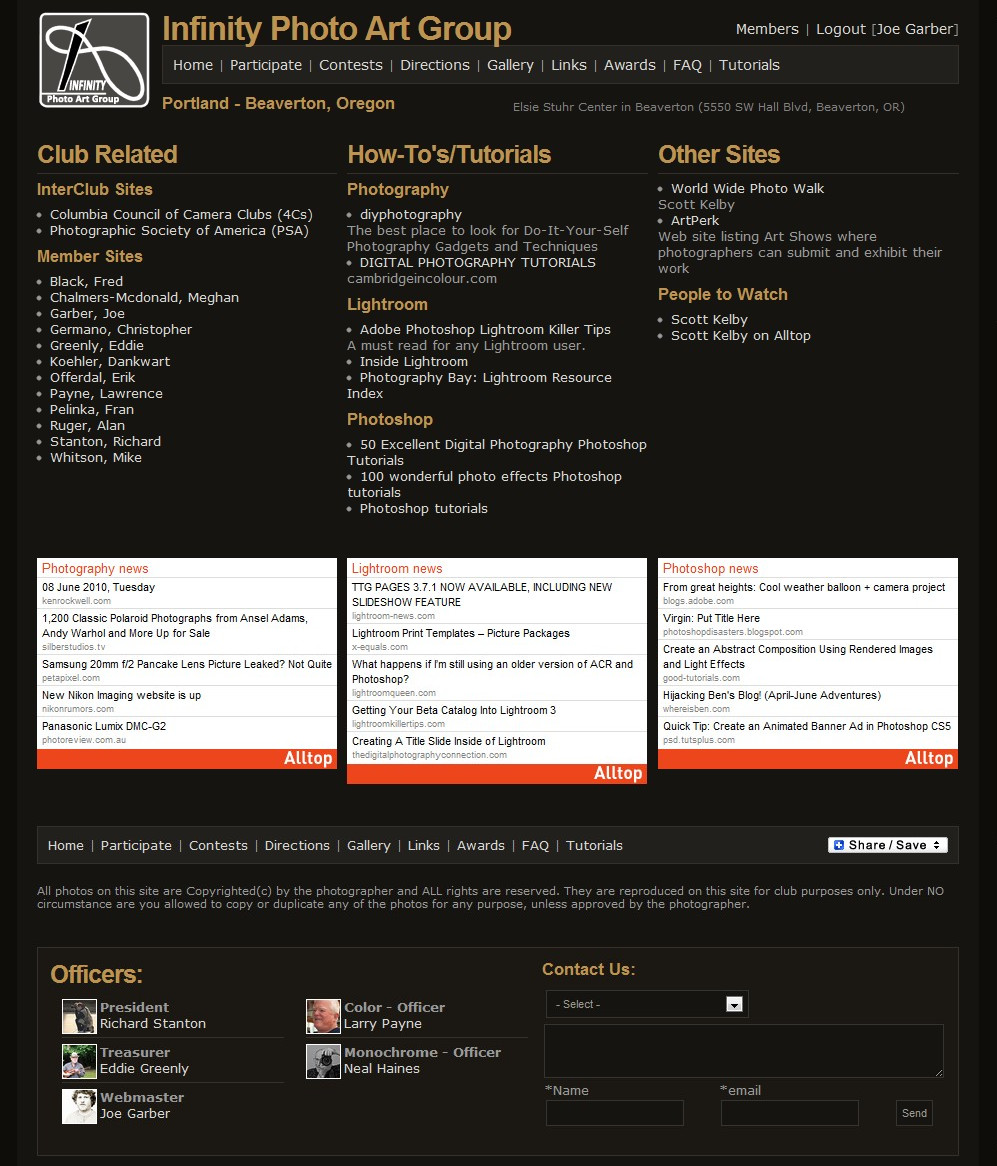 INFINITY
Photo Art Group
Infinity Photo Art Group
Members | Logout [Joe Garber]
Home | Participate | Contests | Directions | Gallery | Links | Awards | FAQ | Tutorials
Portland - Beaverton, Oregon
Elsie Stuhr Center in Beaverton (5550 SW Hall Blvd, Beaverton, OR)
Club Related
InterClub Sites
Columbia Council of Camera Clubs (4Cs)
Photographic Society of America (PSA)
Member Sites
Black, Fred
Chalmers-Mcdonald, Meghan
Garber, Joe
Germano, Christopher
Greenly, Eddie
Koehler, Dankwart
Offerdal, Erik
Payne, Lawrence
Pelinka, Fran
Ruger, Alan
Stanton, Richard
Whitson, Mike
How-To's/Tutorials
Photography
diyphotography
The best place to look for Do-It-Your-Self
Photography Gadgets and Techniques
DIGITAL PHOTOGRAPHY TUTORIALS
cambridgeincolour.com
Lightroom
Adobe Photoshop Lightroom Killer Tips
A must read for any Lightroom user.
Inside Lightroom
Photography Bay: Lightroom Resource
Index
Photoshop
50 Excellent Digital Photography Photoshop
Tutorials
100 wonderful photo effects Photoshop
tutorials
Photoshop tutorials
Other Sites
World Wide Photo Walk
Scott Kelby
ArtPerk
Web site listing Art Shows where
photographers can submit and exhibit their
work
People to Watch
Scott Kelby
Scott Kelby on Alltop
Photography news
08 June 2010, Tuesday
kenrockwell.com
1,200 Classic Polaroid Photographs from Ansel Adams,
Andy Warhol and More Up for Sale
silberstudios.tv
Samsung 20mm f/2 Pancake Lens Picture Leaked? Not Quite
petapixel.com
New Nikon Imaging website is up
nikonrumors.com
Panasonic Lumix DMC-G2
photoreview.com.au
Alltop
Lightroom news
TTG PAGES 3.7.1 NOW AVAILABLE, INCLUDING NEW
SLIDESHOW FEATURE
lightroom-news.com
Lightroom Print Templates – Picture Packages
x-equals.com
What happens if I'm still using an older version of ACR and
Photoshop?
lightroomqueen.com
Getting Your Beta Catalog Into Lightroom 3
lightroomkillertips.com
Creating A Title Slide Inside of Lightroom
thedigitalphotographyconnection.com
Alltop
Photoshop news
From great heights: Cool weather balloon + camera project
blogs.adobe.com
Virgin: Put Title Here
photoshopdisasters.blogspot.com
Create an Abstract Composition Using Rendered Images
and Light Effects
good-tutorials.com
Hijacking Ben's Blog! (April-June Adventures)
whereisben.com
Quick Tip: Create an Animated Banner Ad in Photoshop CS5
psd.tutsplus.com
Alltop
Home | Participate | Contests | Directions | Gallery | Links | Awards | FAQ | Tutorials
Share / Save
All photos on this site are Copyrighted(c) by the photographer and ALL rights are reserved. They are reproduced on this site for club purposes only. Under NO
circumstance are you allowed to copy or duplicate any of the photos for any purpose, unless approved by the photographer.
Officers:
President
Richard Stanton
Treasurer
Eddie Greenly
Webmaster
Joe Garber
Color - Officer
Larry Payne
Monochrome - Officer
Neal Haines
Contact Us:
- Select -
*Name
*email
Send